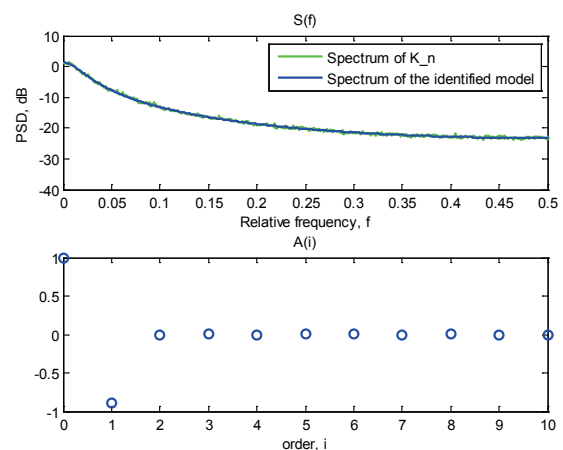 S(f)
10
0
-10
-20
-30
-40
PSD, dB
Spectrum of K_n
Spectrum of the identified model
0 0.05 0.1 0.15 0.2 0.25 0.3 0.35 0.4 0.45 0.5
Relative frequency, f
A(i)
1
0.5
0
-0.5
-1
0 1 2 3 4 5 6 7 8 9 10
order, i